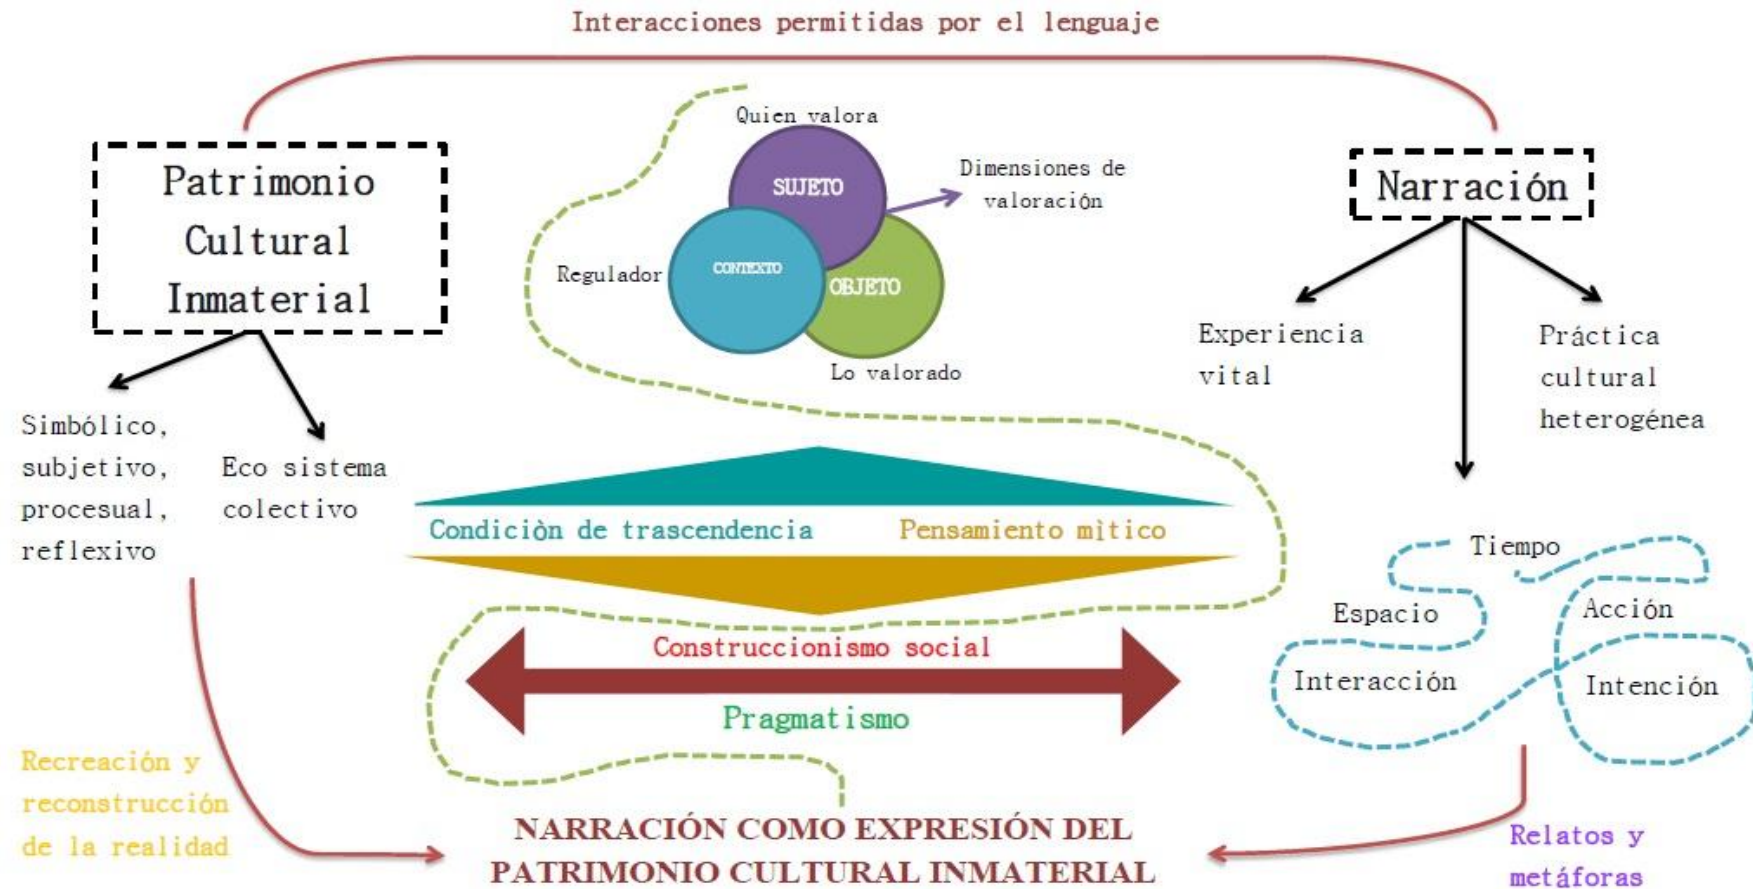 Interacciones permitidas por el lenguaje
Patrimonio
Cultural
Inmaterial
Simbólico,
subjetivo,
procesual,
reflexivo
Eco sistema
colectivo
Quien valora
SUJETO
Dimensiones de
valoración
Regulador
CONTEXTO
OBJETO
Lo valorado
Narración
Experiencia
vital
Práctica
cultural
heterogénea
Condiciòn de trascendencia
Pensamiento mìtico
Construccionismo social
Pragmatismo
Tiempo
Espacio
Acción
Interacción
Intención
Recreación y
reconstrucción
de la realidad
NARRACIÓN COMO EXPRESIÓN DEL
PATRIMONIO CULTURAL INMATERIAL
Relatos y
metáforas